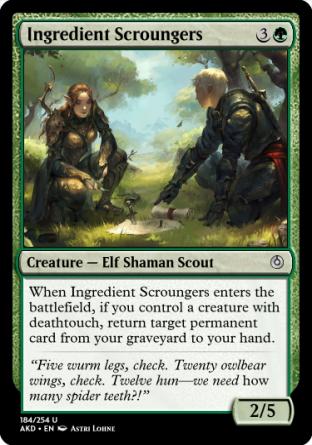 Ingredient Scroungers 3
Creature — Elf Shaman Scout
When Ingredient Scroungers enters the
battlefield, if you control a creature with
deathtouch, return target permanent
card from your graveyard to your hand.
“Five wurm legs, check. Twenty owlbear
wings, check. Twelve hun—we need how
many spider teeth?!”
2/5
184/254 U
AKD • EN Astri Lohne